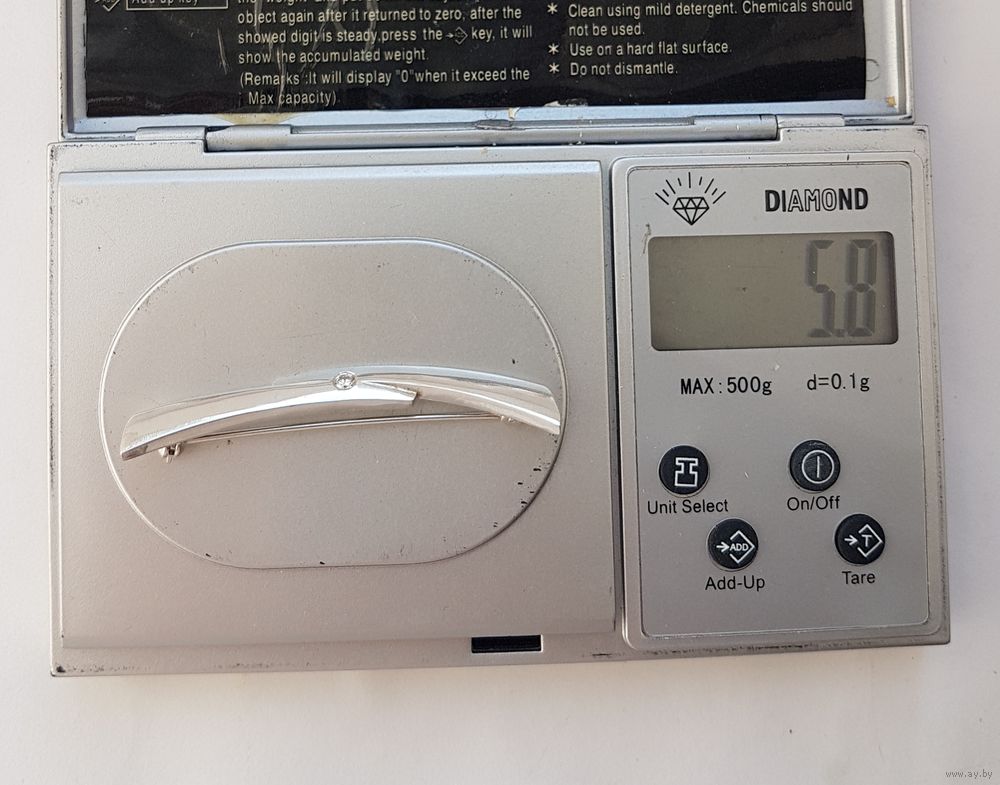 Add-up key
object again after it returned to zero, after the
showed digit is steady,press the key, it will
show the accumulated weight.
(Remarks :It will display "0"when it exceed the
Max capacity).
* Clean using mild detergent. Chemicals should
not be used.
* Use on a hard flat surface.
* Do not dismantle.
DIAMOND
5.8
MAX:500g d=0.1g
Unit Select
On/Off
ADD
Add-Up
T
Tare
www.ay.by